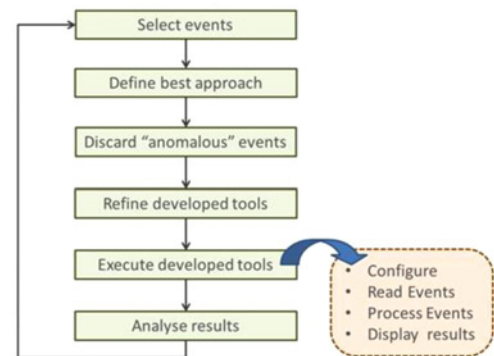 Select events
Define best approach
Discard “anomalous” events
Refine developed tools
Execute developed tools
• Configure
• Read Events
• Process Events
• Display results
Analyse results